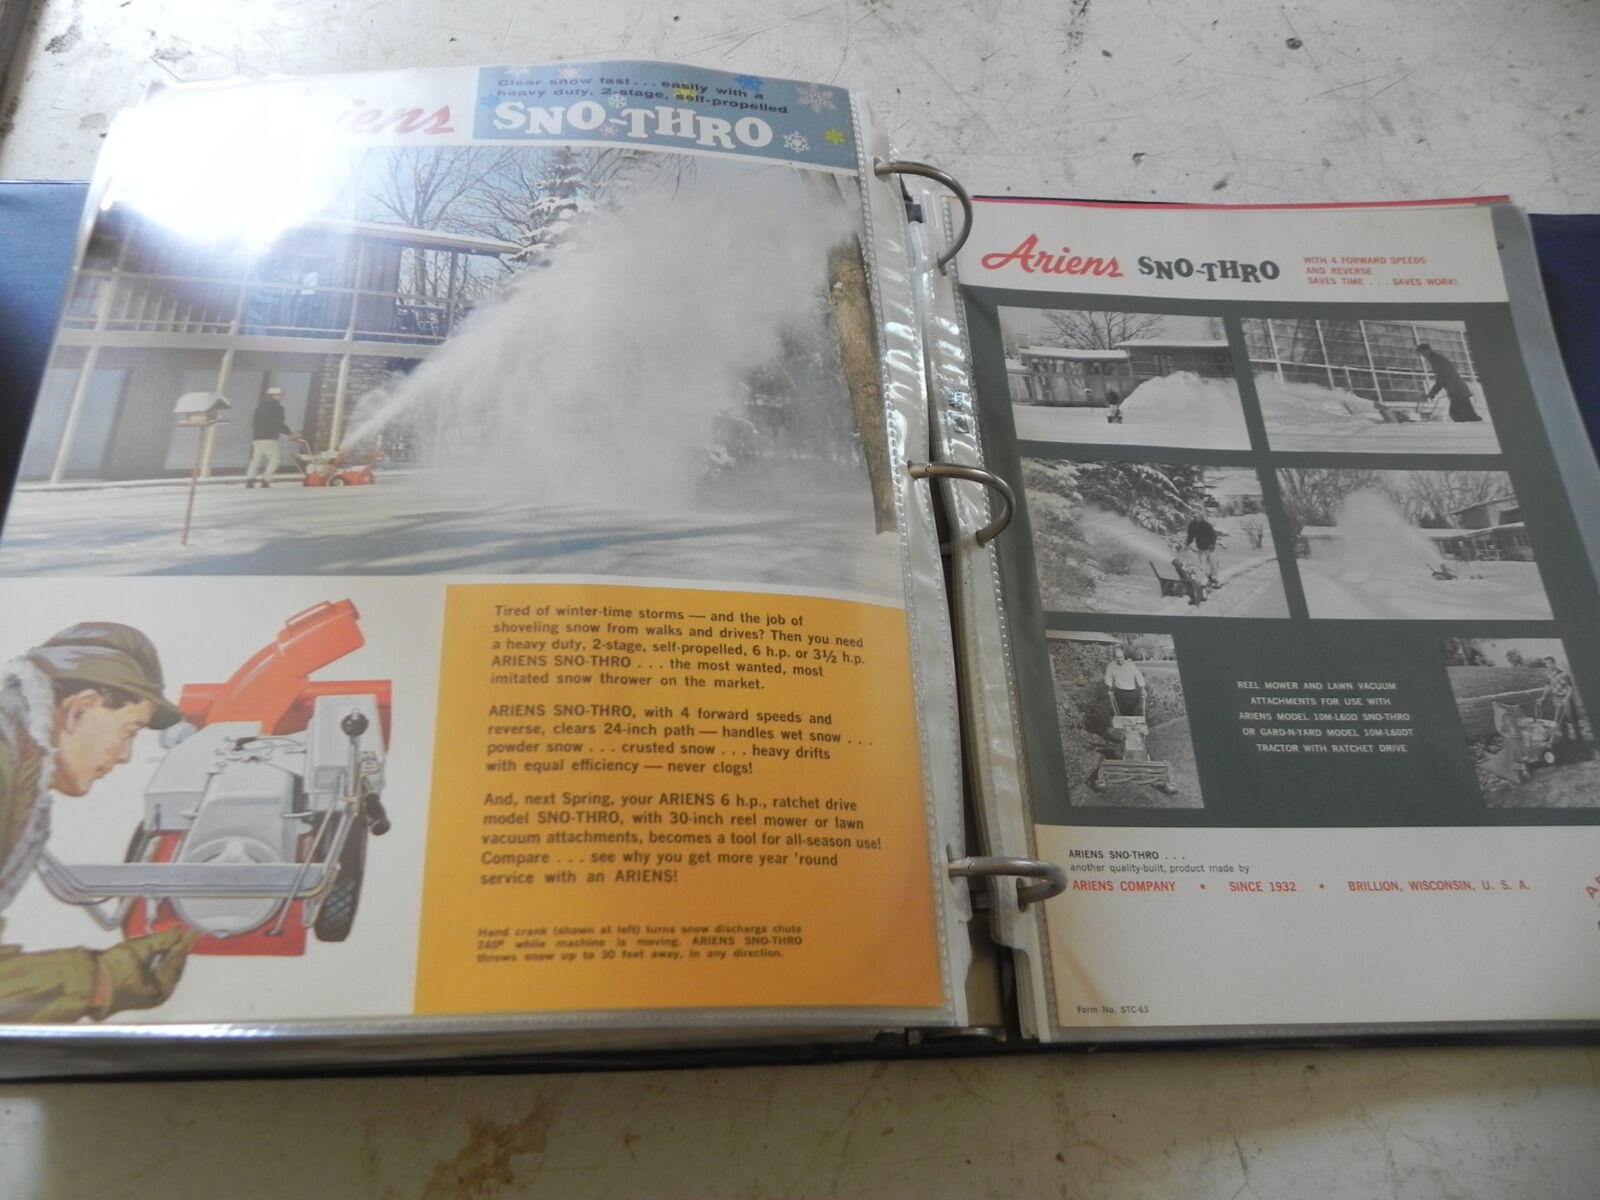 Clear snow fast . . . easily with a
heavy duty, 2-stage, self-propelled
iens SNO-THRO
Tired of winter-time storms — and the job of
shoveling snow from walks and drives? Then you need
a heavy duty, 2-stage, self-propelled, 6 h.p. or 3½ h.p.
ARIENS SNO-THRO . . . the most wanted, most
imitated snow thrower on the market.
ARIENS SNO-THRO, with 4 forward speeds and
reverse, clears 24-inch path — handles wet snow . . .
powder snow . . . crusted snow . . . heavy drifts
with equal efficiency — never clogs!
And, next Spring, your ARIENS 6 h.p., ratchet drive
model SNO-THRO, with 30-inch reel mower or lawn
vacuum attachments, becomes a tool for all-season use!
Compare . . . see why you get more year 'round
service with an ARIENS!
Hand crank (shown at left) turns snow discharge chute
240° while machine is moving. ARIENS SNO-THRO
throws snow up to 30 feet away, in any direction.
Ariens SNO-THRO
WITH 4 FORWARD SPEEDS
AND REVERSE
SAVES TIME . . . SAVES WORK!
REEL MOWER AND LAWN VACUUM
ATTACHMENTS FOR USE WITH
ARIENS MODEL 10M-L60D SNO-THRO
OR GARD-N-YARD MODEL 10M-L60DT
TRACTOR WITH RATCHET DRIVE
ARIENS SNO-THRO . . .
another quality-built, product made by
ARIENS COMPANY • SINCE 1932 • BRILLION, WISCONSIN, U. S. A.
Form No. STC-63